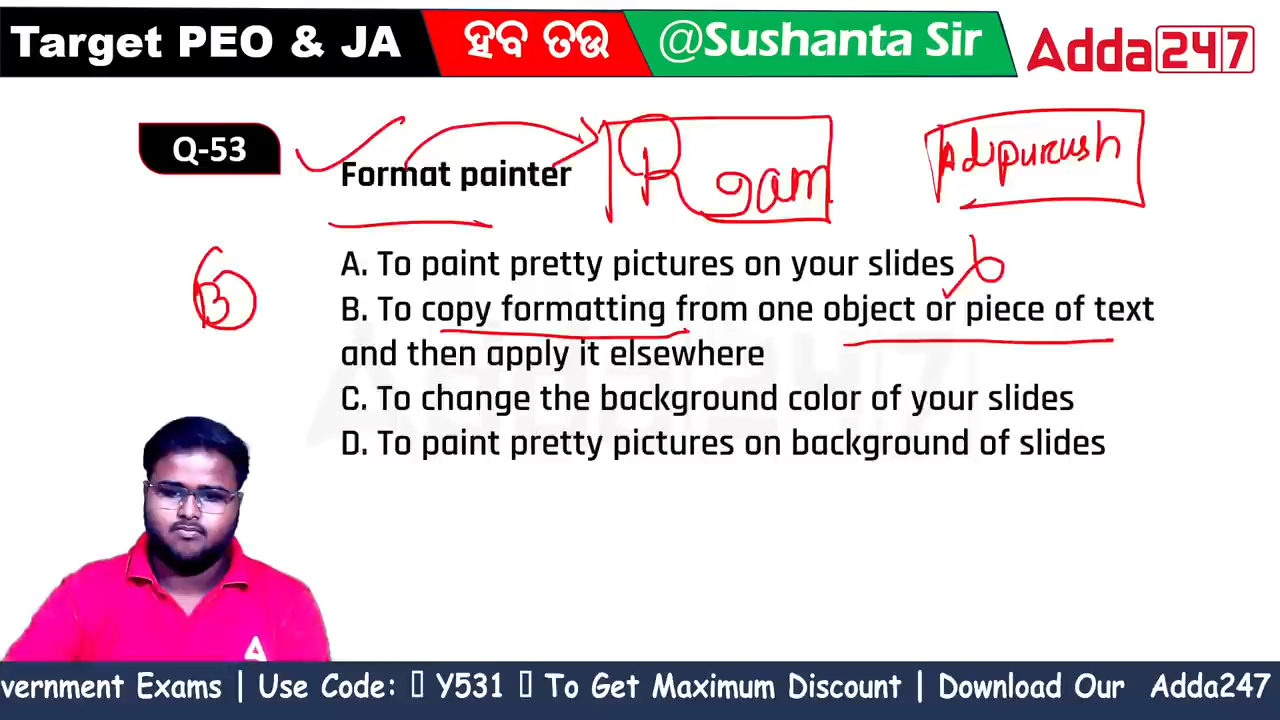 Target PEO & JA
ହବ ତଉ
@Sushanta Sir
Adda247
Q-53
Format painter
Ram
Adipurush
A. To paint pretty pictures on your slides
B
B. To copy formatting from one object or piece of text
and then apply it elsewhere
C. To change the background color of your slides
D. To paint pretty pictures on background of slides
vernment Exams | Use Code: Y531 To Get Maximum Discount | Download Our Adda247